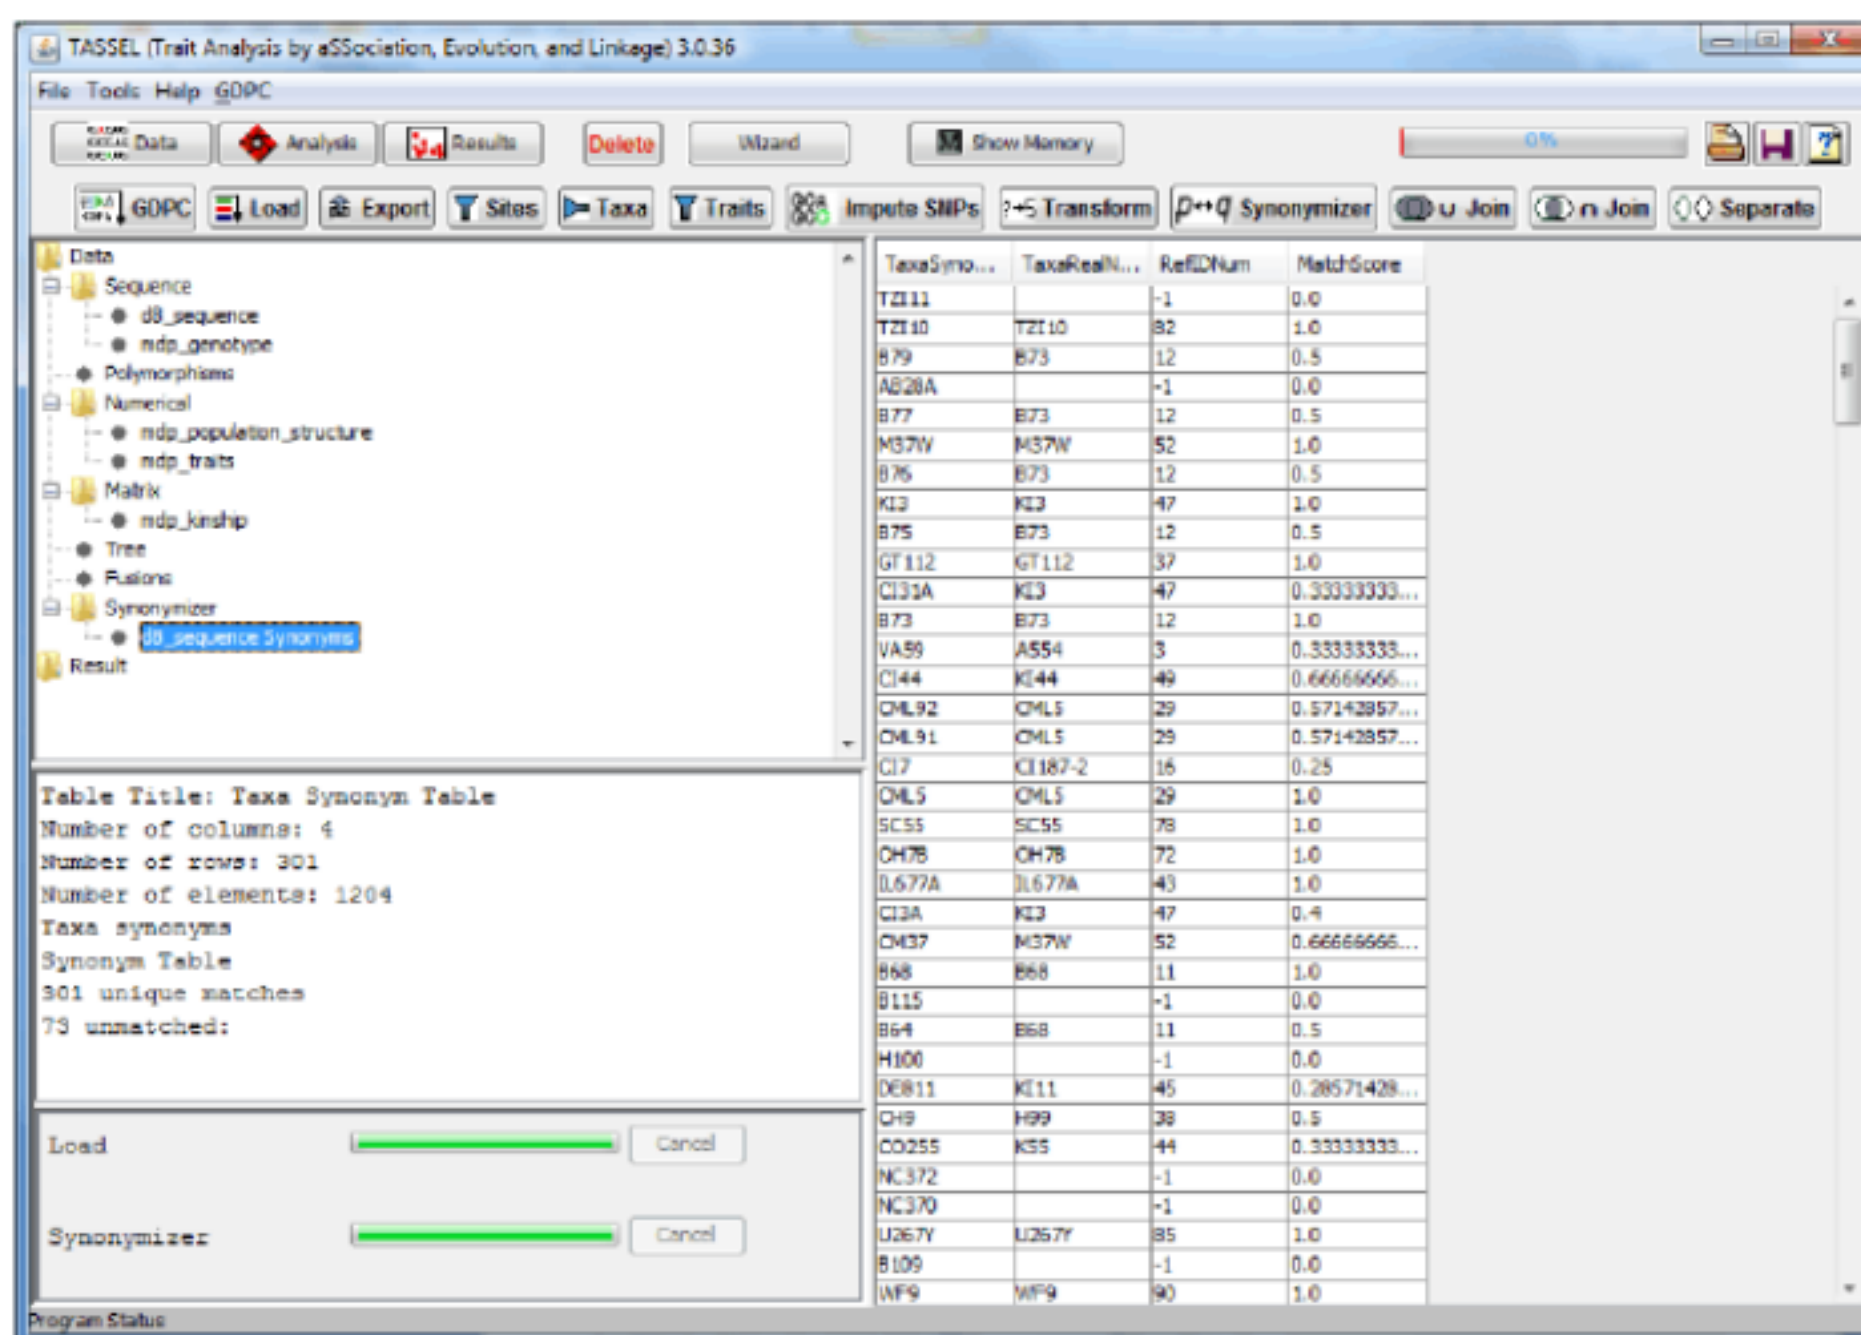 TASSEL (Trait Analysis by aSSociation, Evolution, and Linkage) 3.0.36
File Tools Help GDPC
Data Analysis Results Delete Wizard Show Memory 0%
GDPC Load Export Sites Taxa Traits Impute SNPs Transform Synonymizer ∪ Join ∩ Join Separate
Data
Sequence
d8_sequence
mdp_genotype
Polymorphisms
Numerical
mdp_population_structure
mdp_traits
Matrix
mdp_kinship
Tree
Fusions
Synonymizer
d8_sequence Synonyms
Result
Table Title: Taxa Synonym Table
Number of columns: 4
Number of rows: 301
Number of elements: 1204
Taxa synonyms
Synonym Table
301 unique matches
73 unmatched:
Load Cancel
Synonymizer Cancel
TaxaSyno... TaxaRealN... RefIDNum MatchScore
TZI11 -1 0.0
TZI10 TZI10 82 1.0
B79 B73 12 0.5
AB28A -1 0.0
B77 B73 12 0.5
M37W M37W 52 1.0
B76 B73 12 0.5
KI3 KI3 47 1.0
B75 B73 12 0.5
GT112 GT112 37 1.0
CI31A KI3 47 0.33333333...
B73 B73 12 1.0
VA59 A554 3 0.33333333...
CI44 KI44 49 0.66666666...
CML92 CML5 29 0.57142857...
CML91 CML5 29 0.57142857...
CI7 CI187-2 16 0.25
CML5 CML5 29 1.0
SC55 SC55 78 1.0
OH7B OH7B 72 1.0
IL677A IL677A 43 1.0
CI3A KI3 47 0.4
CM37 M37W 52 0.66666666...
B68 B68 11 1.0
B115 -1 0.0
B64 B68 11 0.5
H100 -1 0.0
DE811 KI11 45 0.28571428...
CH9 H99 38 0.5
CO255 K55 44 0.33333333...
NC372 -1 0.0
NC370 -1 0.0
U267Y U267Y 85 1.0
B109 -1 0.0
WF9 WF9 90 1.0
Program Status